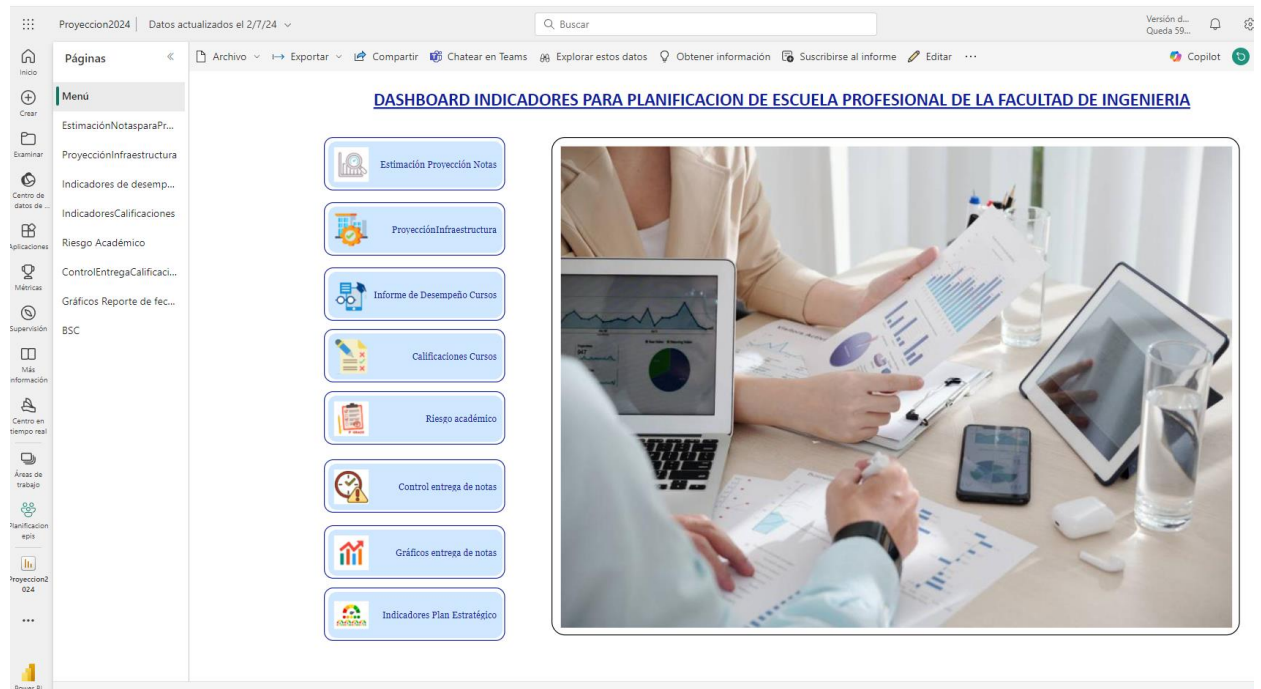 Proyeccion2024 | Datos actualizados el 2/7/24
Buscar
Versión d...
Queda 59...
Inicio
Crear
Examinar
Centro de
datos de ...
Aplicaciones
Métricas
Supervisión
Más
información
Centro en
tiempo real
Áreas de
trabajo
Planificacion
epis
Proyeccion2
024
...
Power BI
Páginas
Menú
EstimaciónNotasparaPr...
ProyecciónInfraestructura
Indicadores de desemp...
IndicadoresCalificaciones
Riesgo Académico
ControlEntregaCalificaci...
Gráficos Reporte de fec...
BSC
Archivo Exportar Compartir Chatear en Teams Explorar estos datos Obtener información Suscribirse al informe Editar ... Copilot
DASHBOARD INDICADORES PARA PLANIFICACION DE ESCUELA PROFESIONAL DE LA FACULTAD DE INGENIERIA
Estimación Proyección Notas
ProyecciónInfraestructura
Informe de Desempeño Cursos
Calificaciones Cursos
Riesgo académico
Control entrega de notas
Gráficos entrega de notas
Indicadores Plan Estratégico